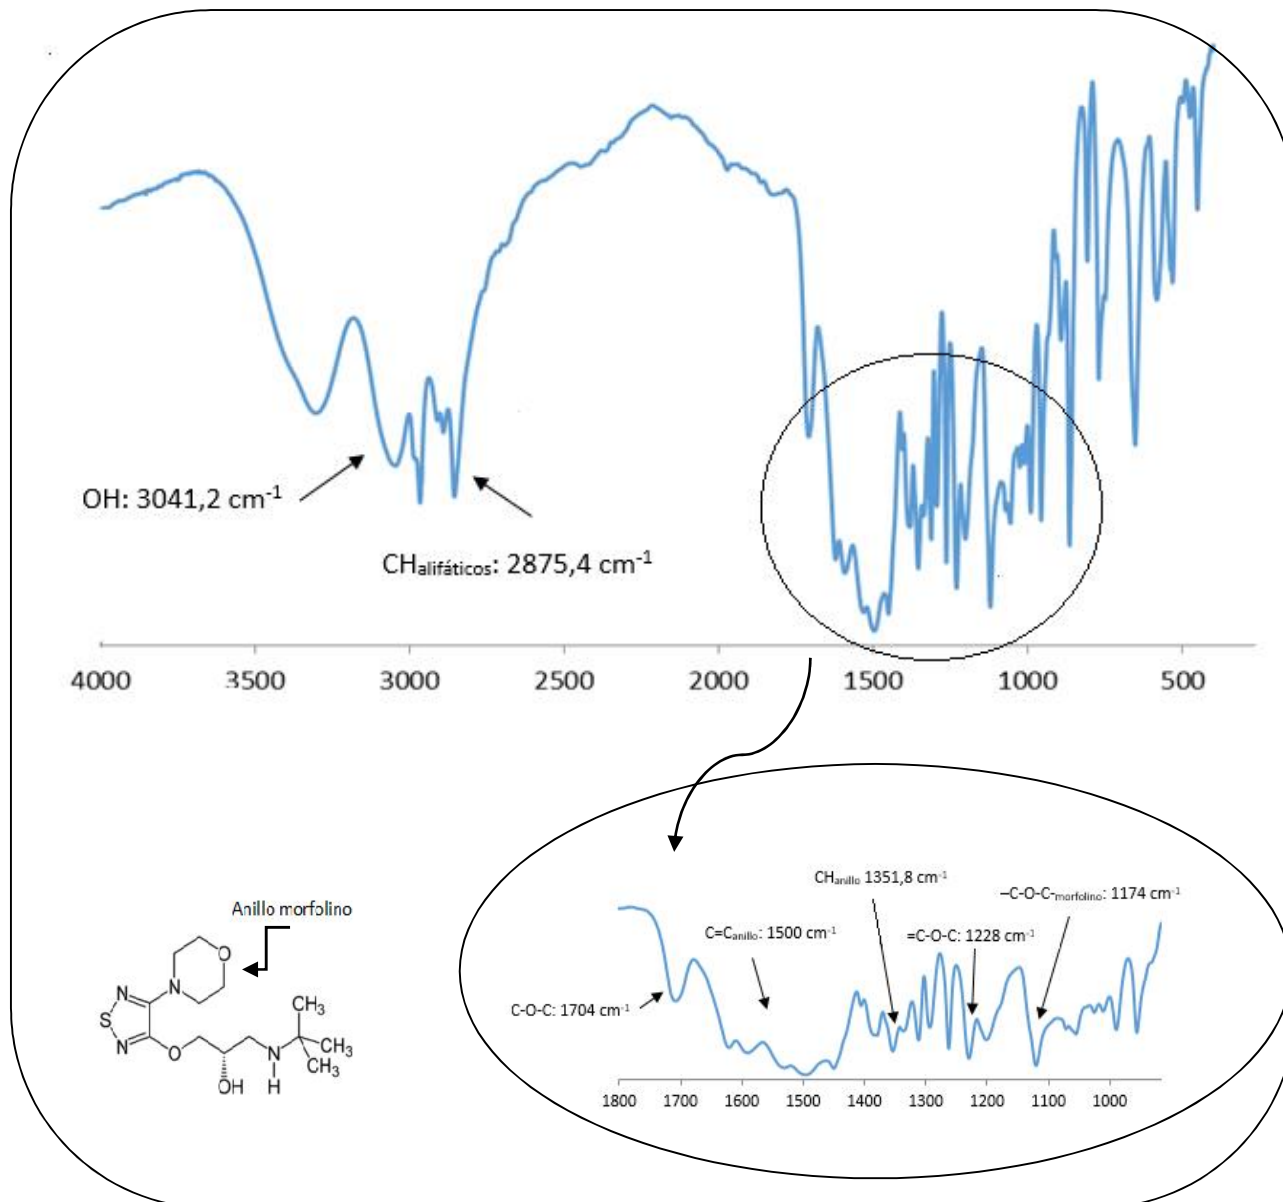 OH: 3041,2 cm⁻¹
CHalifáticos: 2875,4 cm⁻¹
4000 3500 3000 2500 2000 1500 1000 500
Anillo morfolino
CHanillo 1351,8 cm⁻¹
–C-O-C-morfolino: 1174 cm⁻¹
C=Canillo: 1500 cm⁻¹
=C-O-C: 1228 cm⁻¹
C-O-C: 1704 cm⁻¹
1800 1700 1600 1500 1400 1300 1200 1100 1000
O
N
N
S
N
O
OH
N
H
CH₃
CH₃
CH₃